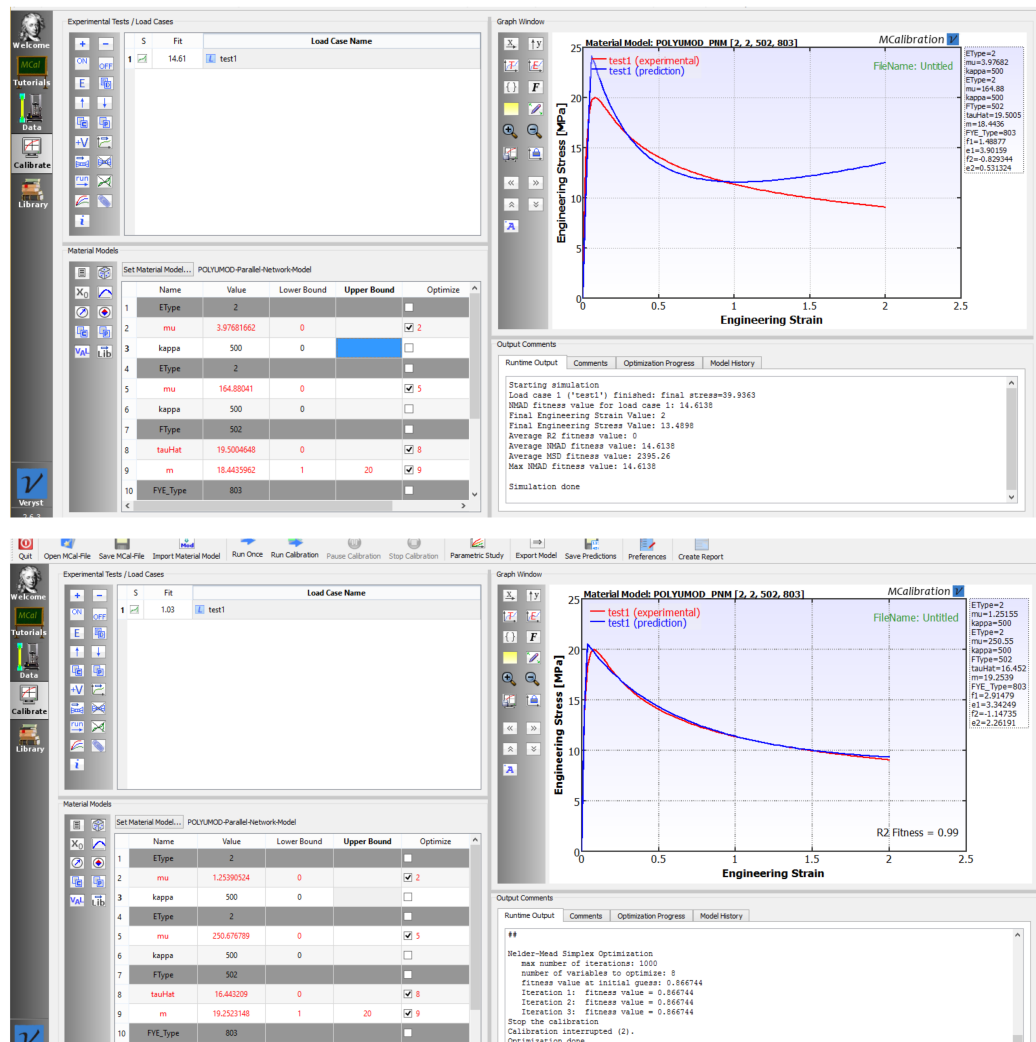 Experimental Tests / Load Cases
S Fit Load Case Name
1 14.61 test1
Welcome
MCal
Tutorials
Data
Calibrate
Library
Veryst
2.6.3
ON OFF
E
+V
run
i
Material Models
Set Material Model... POLYUMOD-Parallel-Network-Model
X0
VAL Lib
Name Value Lower Bound Upper Bound Optimize
1 EType 2
2 mu 3.97681662 0 2
3 kappa 500 0
4 EType 2
5 mu 164.88041 0 5
6 kappa 500 0
7 FType 502
8 tauHat 19.5004648 0 8
9 m 18.4435962 1 20 9
10 FYE_Type 803
Graph Window
x y
{} F
A
Material Model: POLYUMOD_PNM [2, 2, 502, 803]
MCalibration
test1 (experimental)
test1 (prediction)
FileName: Untitled
Engineering Stress [MPa]
25
20
15
10
5
0
0 0.5 1 1.5 2 2.5
Engineering Strain
EType=2
mu=3.97682
kappa=500
EType=2
mu=164.88
kappa=500
FType=502
tauHat=19.5005
m=18.4436
FYE_Type=803
f1=1.48877
e1=3.90159
f2=-0.829344
e2=0.531324
Output Comments
Runtime Output Comments Optimization Progress Model History
Starting simulation
Load case 1 ('test1') finished: final stress=39.9363
NMAD fitness value for load case 1: 14.6138
Final Engineering Strain Value: 2
Final Engineering Stress Value: 13.4898
Average R2 fitness value: 0
Average NMAD fitness value: 14.6138
Average MSD fitness value: 2395.26
Max NMAD fitness value: 14.6138
Simulation done
Quit Open MCal-File Save MCal-File Import Material Model Run Once Run Calibration Pause Calibration Stop Calibration Parametric Study Export Model Save Predictions Preferences Create Report
Experimental Tests / Load Cases
S Fit Load Case Name
1 1.03 test1
Welcome
MCal
Tutorials
Data
Calibrate
Library
ON OFF
E
+V
run
i
Material Models
Set Material Model... POLYUMOD-Parallel-Network-Model
X0
VAL Lib
Name Value Lower Bound Upper Bound Optimize
1 EType 2
2 mu 1.25390524 0 2
3 kappa 500 0
4 EType 2
5 mu 250.676789 0 5
6 kappa 500 0
7 FType 502
8 tauHat 16.443209 0 8
9 m 19.2523148 1 20 9
10 FYE_Type 803
Graph Window
x y
{} F
A
Material Model: POLYUMOD_PNM [2, 2, 502, 803]
MCalibration
test1 (experimental)
test1 (prediction)
FileName: Untitled
Engineering Stress [MPa]
25
20
15
10
5
0
R2 Fitness = 0.99
0 0.5 1 1.5 2 2.5
Engineering Strain
EType=2
mu=1.25155
kappa=500
EType=2
mu=250.55
kappa=500
FType=502
tauHat=16.452
m=19.2539
FYE_Type=803
f1=2.91479
e1=3.34249
f2=-1.14735
e2=2.26191
Output Comments
Runtime Output Comments Optimization Progress Model History
##
Nelder-Mead Simplex Optimization
max number of iterations: 1000
number of variables to optimize: 8
fitness value at initial guess: 0.866744
Iteration 1: fitness value = 0.866744
Iteration 2: fitness value = 0.866744
Iteration 3: fitness value = 0.866744
Stop the calibration
Calibration interrupted (2).
Optimization done